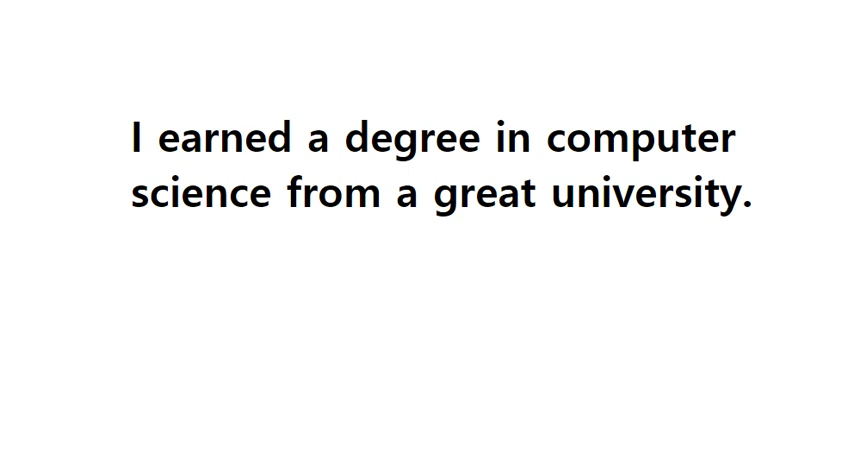 I earned a degree in computer
science from a great university.